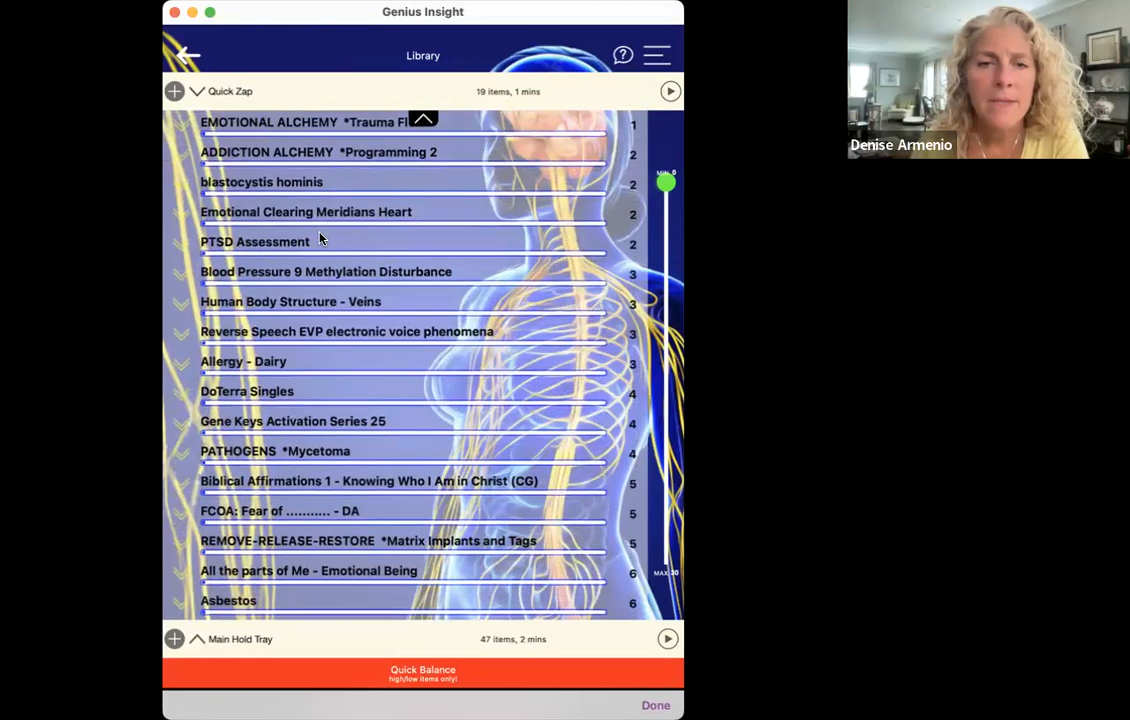 Genius Insight
Library
Quick Zap 19 items, 1 mins
EMOTIONAL ALCHEMY *Trauma Fl 1
ADDICTION ALCHEMY *Programming 2 2
blastocystis hominis 2
MIN 0
Emotional Clearing Meridians Heart 2
PTSD Assessment 2
Blood Pressure 9 Methylation Disturbance 3
Human Body Structure - Veins 3
Reverse Speech EVP electronic voice phenomena 3
Allergy - Dairy 3
DoTerra Singles 4
Gene Keys Activation Series 25 4
PATHOGENS *Mycetoma 4
Biblical Affirmations 1 - Knowing Who I Am in Christ (CG) 5
FCOA: Fear of ........... - DA 5
REMOVE-RELEASE-RESTORE *Matrix Implants and Tags 5
All the parts of Me - Emotional Being 6
MAX 30
Asbestos 6
Main Hold Tray 47 items, 2 mins
Quick Balance
high/low items only!
Done
Denise Armenio